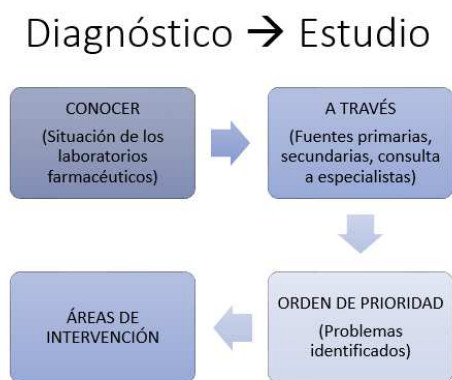 Diagnóstico → Estudio
CONOCER
(Situación de los
laboratorios
farmacéuticos)
A TRAVÉS
(Fuentes primarias,
secundarias, consulta
a especialistas)
ORDEN DE PRIORIDAD
(Problemas
identificados)
ÁREAS DE
INTERVENCIÓN